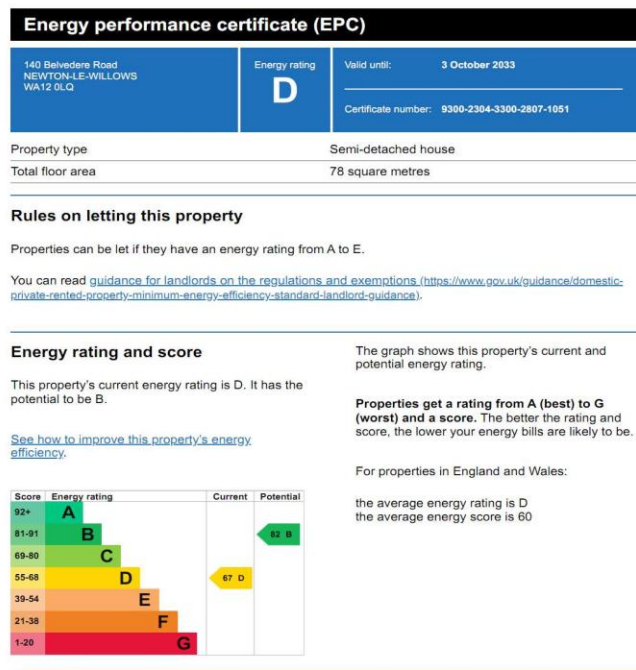 Energy performance certificate (EPC)
140 Belvedere Road
NEWTON-LE-WILLOWS
WA12 0LQ
Energy rating
D
Valid until: 3 October 2033
Certificate number: 9300-2304-3300-2807-1051
Property type Semi-detached house
Total floor area 78 square metres
Rules on letting this property
Properties can be let if they have an energy rating from A to E.
You can read guidance for landlords on the regulations and exemptions (https://www.gov.uk/guidance/domestic-
private-rented-property-minimum-energy-efficiency-standard-landlord-guidance).
Energy rating and score
This property's current energy rating is D. It has the
potential to be B.
See how to improve this property's energy
efficiency.
Score Energy rating Current Potential
92+ A
81-91 B 82 B
69-80 C
55-68 D 67 D
39-54 E
21-38 F
1-20 G
The graph shows this property's current and
potential energy rating.
Properties get a rating from A (best) to G
(worst) and a score. The better the rating and
score, the lower your energy bills are likely to be.
For properties in England and Wales:
the average energy rating is D
the average energy score is 60